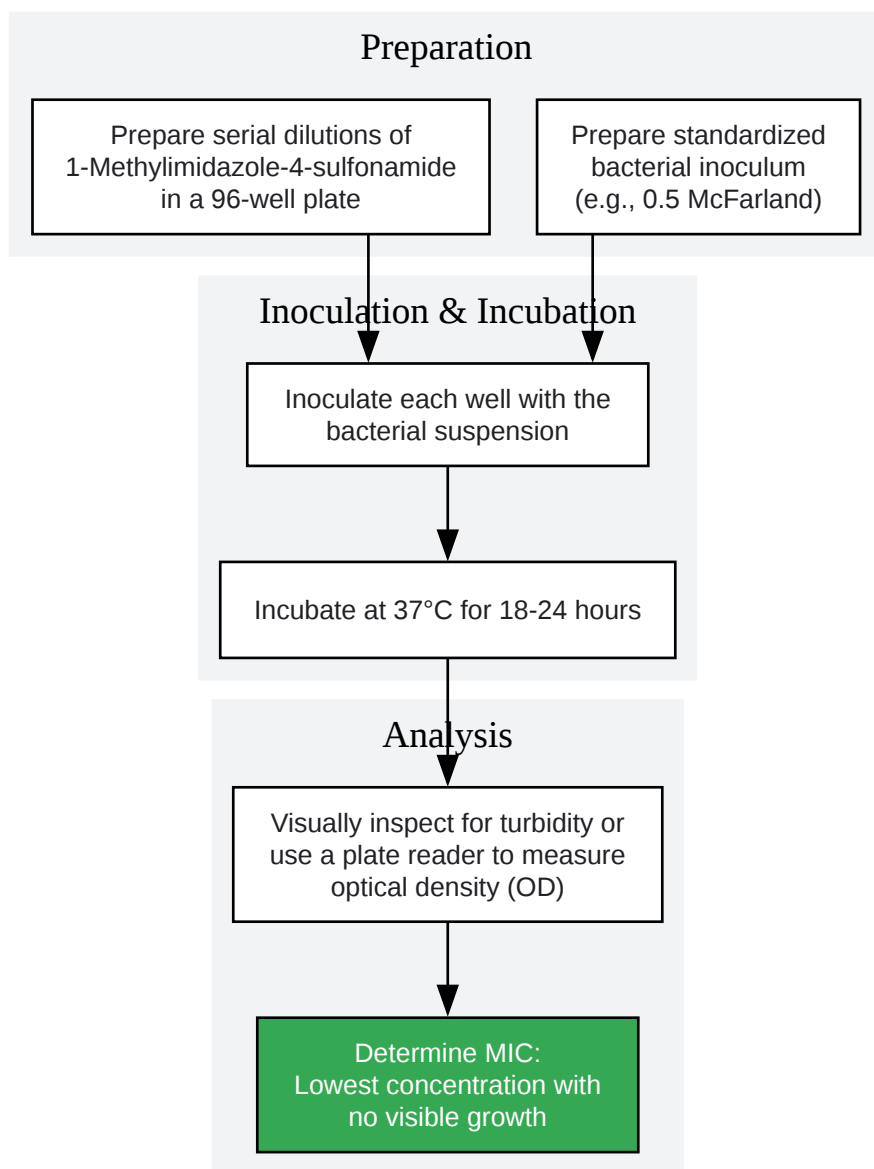 Preparation
Prepare serial dilutions of
1-Methylimidazole-4-sulfonamide
in a 96-well plate
Prepare standardized
bacterial inoculum
(e.g., 0.5 McFarland)
Inoculation & Incubation
Inoculate each well with the
bacterial suspension
Incubate at 37°C for 18-24 hours
Analysis
Visually inspect for turbidity or
use a plate reader to measure
optical density (OD)
Determine MIC:
Lowest concentration with
no visible growth